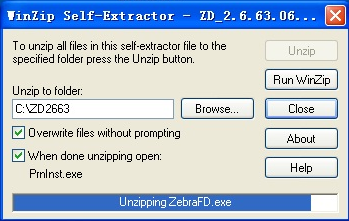 WinZip Self-Extractor - ZD_2.6.63.06...
To unzip all files in this self-extractor file to the
specified folder press the Unzip button.
Unzip
Run WinZip
Unzip to folder:
C:\ZD2663
Browse...
Close
Overwrite files without prompting
About
When done unzipping open:
PrnInst.exe
Help
Unzipping ZebraFD.exe